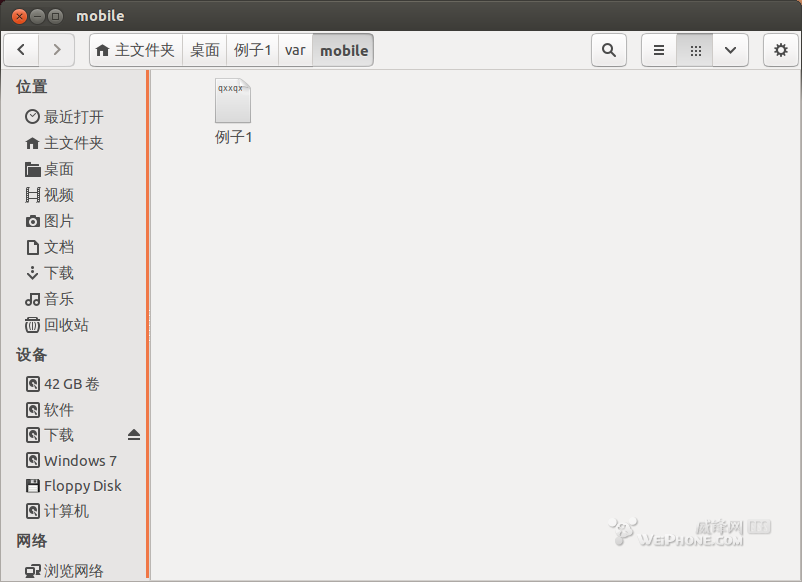 mobile
主文件夹 桌面 例子1 var mobile
位置
最近打开
主文件夹
桌面
视频
图片
文档
下载
音乐
回收站
设备
42 GB 卷
软件
下载
Windows 7
Floppy Disk
计算机
网络
浏览网络
qxxqx
例子1
威锋网
WEIPHONE.COM